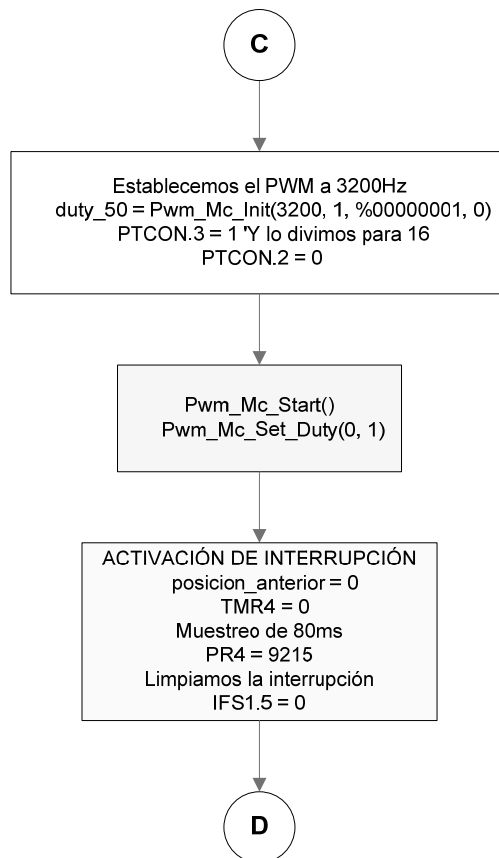 C
Establecemos el PWM a 3200Hz
duty_50 = Pwm_Mc_Init(3200, 1, %00000001, 0)
PTCON.3 = 1 'Y lo divimos para 16
PTCON.2 = 0
Pwm_Mc_Start()
Pwm_Mc_Set_Duty(0, 1)
ACTIVACIÓN DE INTERRUPCIÓN
posicion_anterior = 0
TMR4 = 0
Muestreo de 80ms
PR4 = 9215
Limpiamos la interrupción
IFS1.5 = 0
D